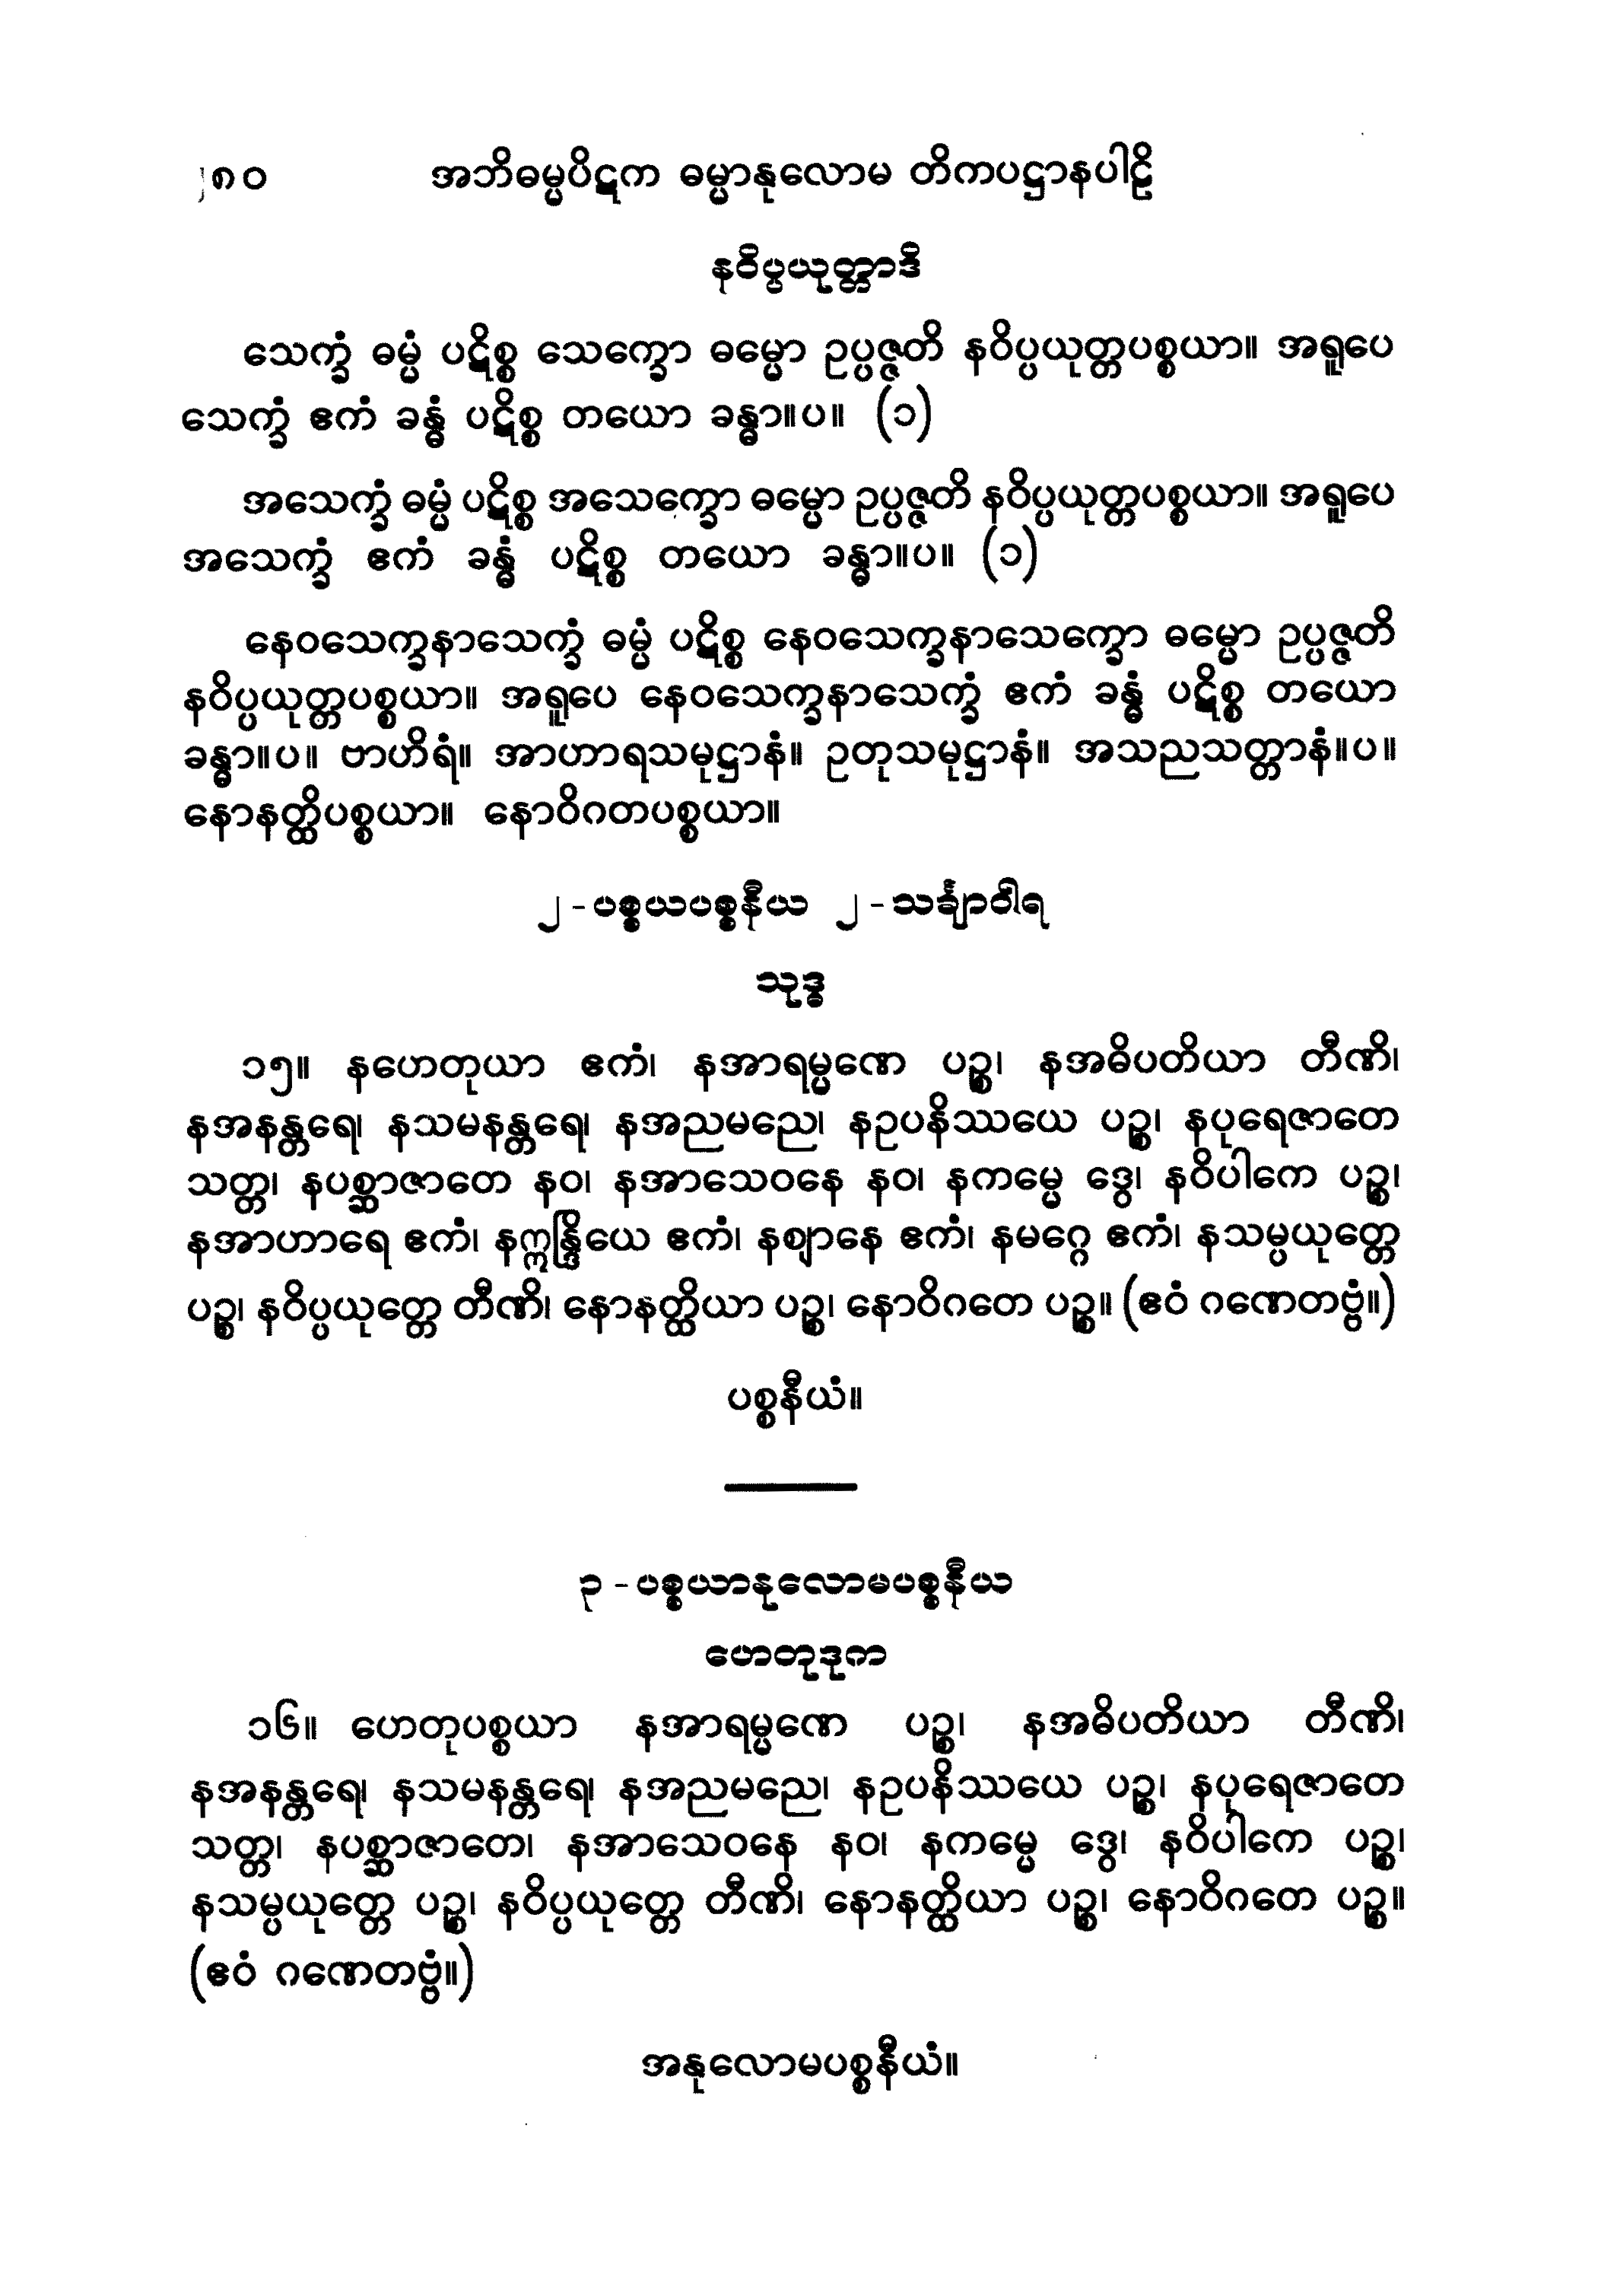 ၂၈၀ အဘိဓမ္မပိဋက ဓမ္မာနုလောမ တိကပဋ္ဌာနပါဠိ
နဝိပ္ပယုတ္တာဒိ
သေက္ခံ ဓမ္မံ ပဋိစ္စ သေက္ခော ဓမ္မော ဥပ္ပဇ္ဇတိ နဝိပ္ပယုတ္တပစ္စယာ။ အရူပေ
သေက္ခံ ဧကံ ခန္ဓံ ပဋိစ္စ တယော ခန္ဓာ။ပ။ (၁)
အသေက္ခံ ဓမ္မံ ပဋိစ္စ အသေက္ခော ဓမ္မော ဥပ္ပဇ္ဇတိ နဝိပ္ပယုတ္တပစ္စယာ။ အရူပေ
အသေက္ခံ ဧကံ ခန္ဓံ ပဋိစ္စ တယော ခန္ဓာ။ပ။ (၁)
နေဝသေက္ခနာသေက္ခံ ဓမ္မံ ပဋိစ္စ နေဝသေက္ခနာသေက္ခော ဓမ္မော ဥပ္ပဇ္ဇတိ
နဝိပ္ပယုတ္တပစ္စယာ။ အရူပေ နေဝသေက္ခနာသေက္ခံ ဧကံ ခန္ဓံ ပဋိစ္စ တယော
ခန္ဓာ။ပ။ ဗာဟိရံ။ အာဟာရသမုဋ္ဌာနံ။ ဥတုသမုဋ္ဌာနံ။ အသညသတ္တာနံ။ပ။
နောနတ္ထိပစ္စယာ။ နောဝိဂတပစ္စယာ။
၂-ပစ္စယပစ္စနီယ ၂-သင်္ချာဝါရ
သုဒ္ဓ
၁၅။ နဟေတုယာ ဧကံ၊ နအာရမ္မဏေ ပဉ္စ၊ နအဓိပတိယာ တီဏိ၊
နအနန္တရေ၊ နသမနန္တရေ၊ နအညမညေ၊ နဥပနိဿယေ ပဉ္စ၊ နပုရေဇာတေ
သတ္တ၊ နပစ္ဆာဇာတေ နဝ၊ နအာသေဝနေ နဝ၊ နကမ္မေ ဒွေ၊ နဝိပါကေ ပဉ္စ၊
နအာဟာရေ ဧကံ၊ နဣန္ဒြိယေ ဧကံ၊ နဈာနေ ဧကံ၊ နမဂ္ဂေ ဧကံ၊ နသမ္ပယုတ္တေ
ပဉ္စ၊ နဝိပ္ပယုတ္တေ တီဏိ၊ နောနတ္ထိယာ ပဉ္စ၊ နောဝိဂတေ ပဉ္စ။ (ဧဝံ ဂဏေတဗ္ဗံ။)
ပစ္စနီယံ။
၃-ပစ္စယာနုလောမပစ္စနီယ
ဟေတုဒုက
၁၆။ ဟေတုပစ္စယာ နအာရမ္မဏေ ပဉ္စ၊ နအဓိပတိယာ တီဏိ၊
နအနန္တရေ၊ နသမနန္တရေ၊ နအညမညေ၊ နဥပနိဿယေ ပဉ္စ၊ နပုရေဇာတေ
သတ္တ၊ နပစ္ဆာဇာတေ၊ နအာသေဝနေ နဝ၊ နကမ္မေ ဒွေ၊ နဝိပါကေ ပဉ္စ၊
နသမ္ပယုတ္တေ ပဉ္စ၊ နဝိပ္ပယုတ္တေ တီဏိ၊ နောနတ္ထိယာ ပဉ္စ၊ နောဝိဂတေ ပဉ္စ။
(ဧဝံ ဂဏေတဗ္ဗံ။)
အနုလောမပစ္စနီယံ။